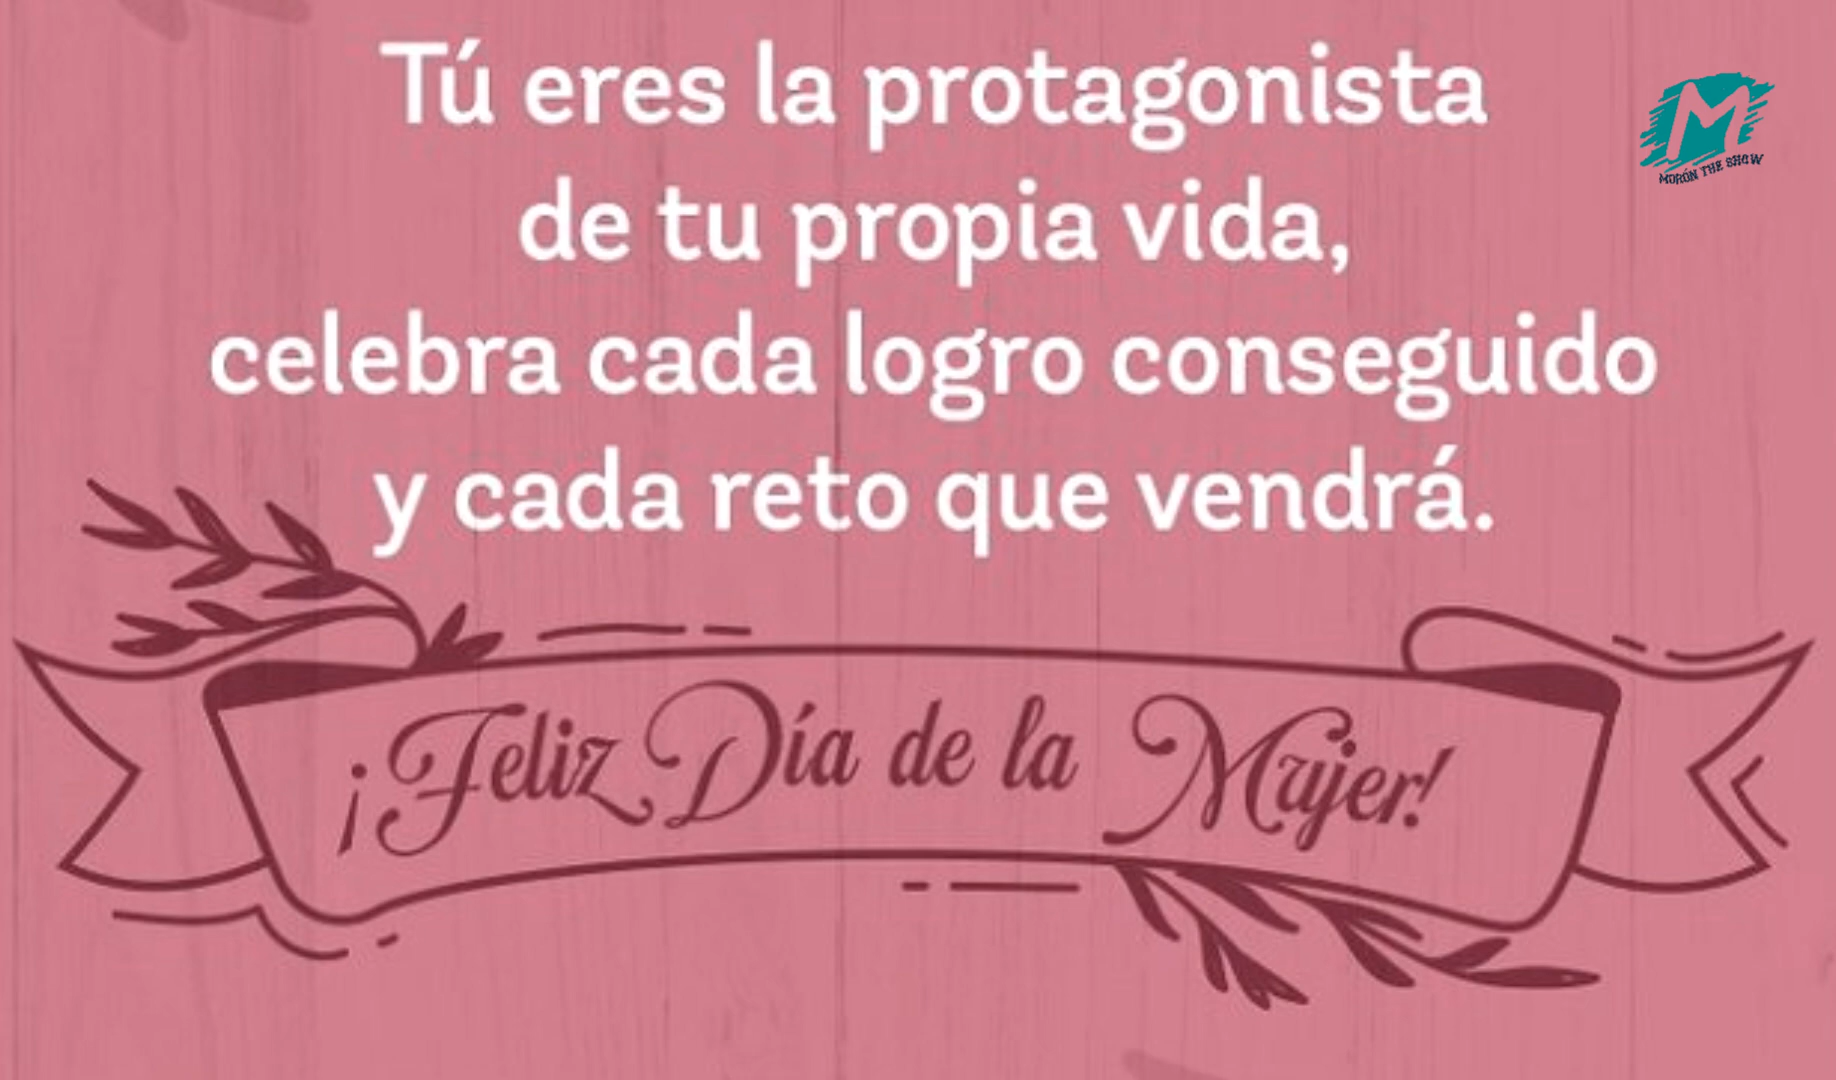 Tú eres la protagonista
de tu propia vida,
celebra cada logro conseguido
y cada reto que vendrá.
¡Feliz Día de la Mujer!
M
MORÓN THE SHOW